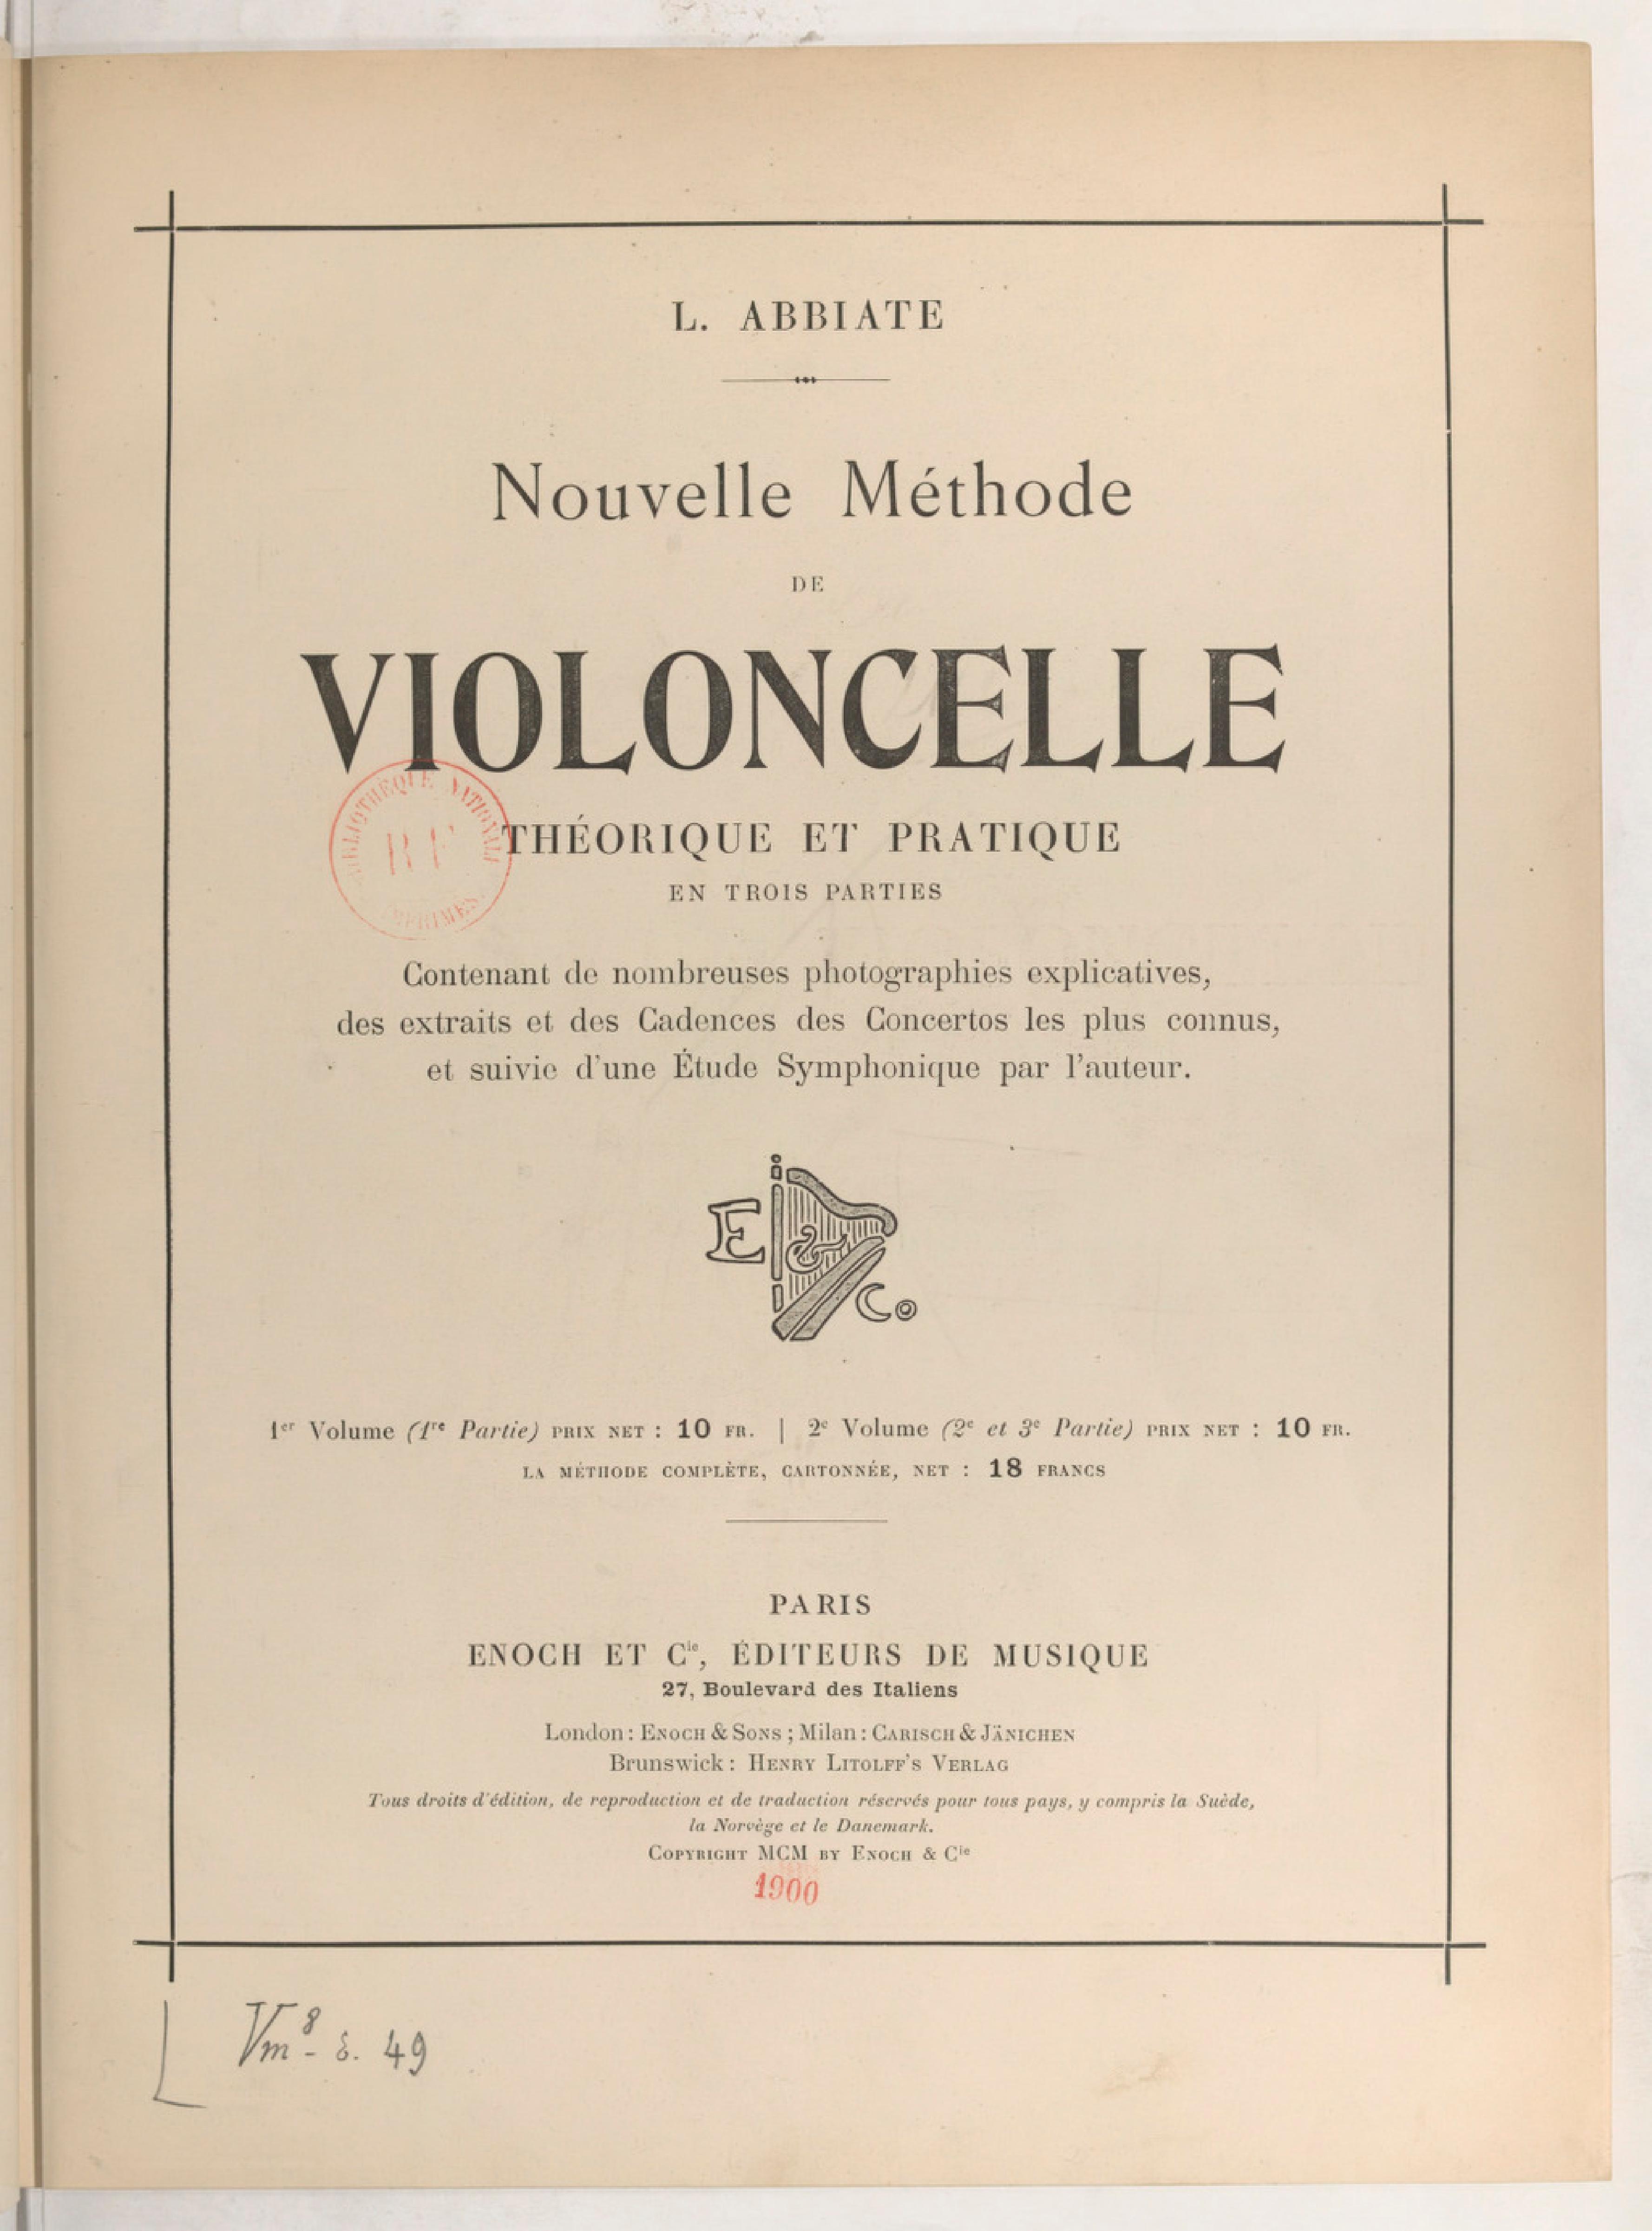 L. ABBIATE
Nouvelle Méthode
DE
VIOLONCELLE
BIBLIOTHÈQUE NATIONALE
RF
IMPRIMÉS
THÉORIQUE ET PRATIQUE
EN TROIS PARTIES
Contenant de nombreuses photographies explicatives,
des extraits et des Cadences des Concertos les plus connus,
et suivie d'une Étude Symphonique par l'auteur.
E & Co
1er Volume (1re Partie) PRIX NET : 10 FR. | 2e Volume (2e et 3e Partie) PRIX NET : 10 FR.
LA MÉTHODE COMPLÈTE, CARTONNÉE, NET : 18 FRANCS
PARIS
ENOCH ET Cie, ÉDITEURS DE MUSIQUE
27, Boulevard des Italiens
London : ENOCH & SONS ; Milan : CARISCH & JÄNICHEN
Brunswick : HENRY LITOLFF'S VERLAG
Tous droits d'édition, de reproduction et de traduction réservés pour tous pays, y compris la Suède,
la Norvège et le Danemark.
COPYRIGHT MCM BY ENOCH & Cie
1900
Vm8 - 49